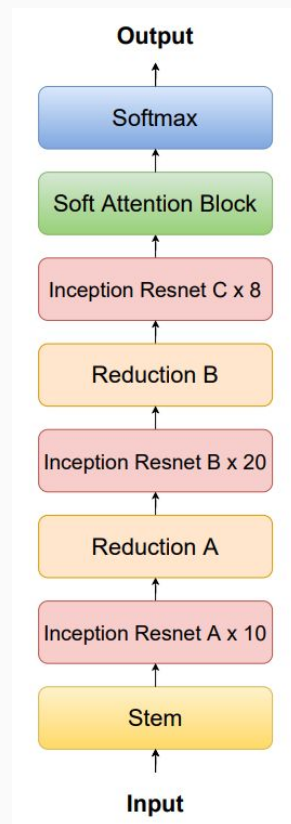 Output
Softmax
Soft Attention Block
Inception Resnet C x 8
Reduction B
Inception Resnet B x 20
Reduction A
Inception Resnet A x 10
Stem
Input